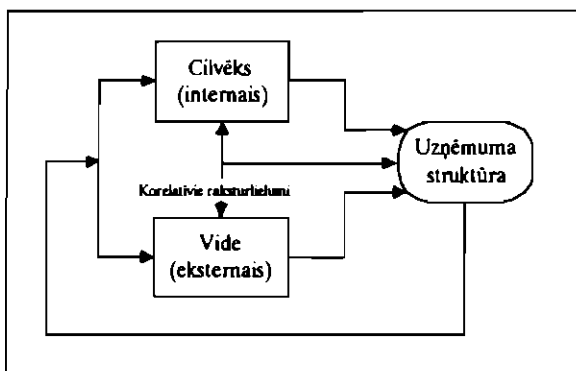 Cilvēks
(internais)
Uzņēmuma
struktūra
Korelatīvie raksturlielumi
Vide
(eksternais)